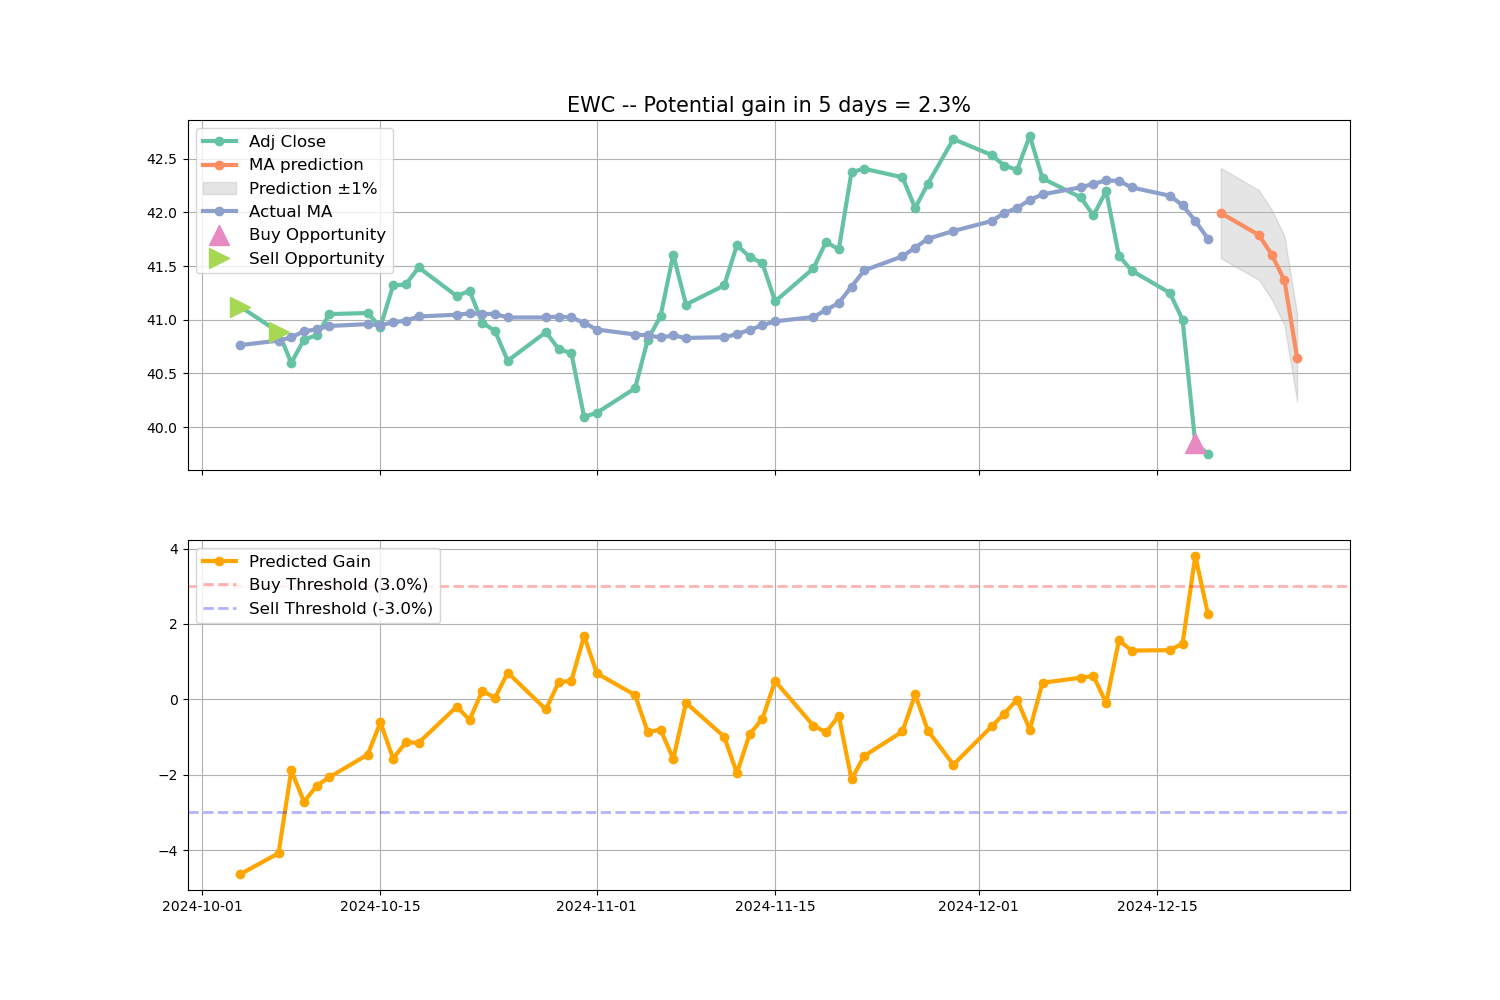 EWC -- Potential gain in 5 days = 2.3%
Adj Close
MA prediction
Prediction ±1%
Actual MA
Buy Opportunity
Sell Opportunity
42.5
42.0
41.5
41.0
40.5
40.0
Predicted Gain
Buy Threshold (3.0%)
Sell Threshold (-3.0%)
4
2
0
−2
−4
2024-10-01 2024-10-15 2024-11-01 2024-11-15 2024-12-01 2024-12-15